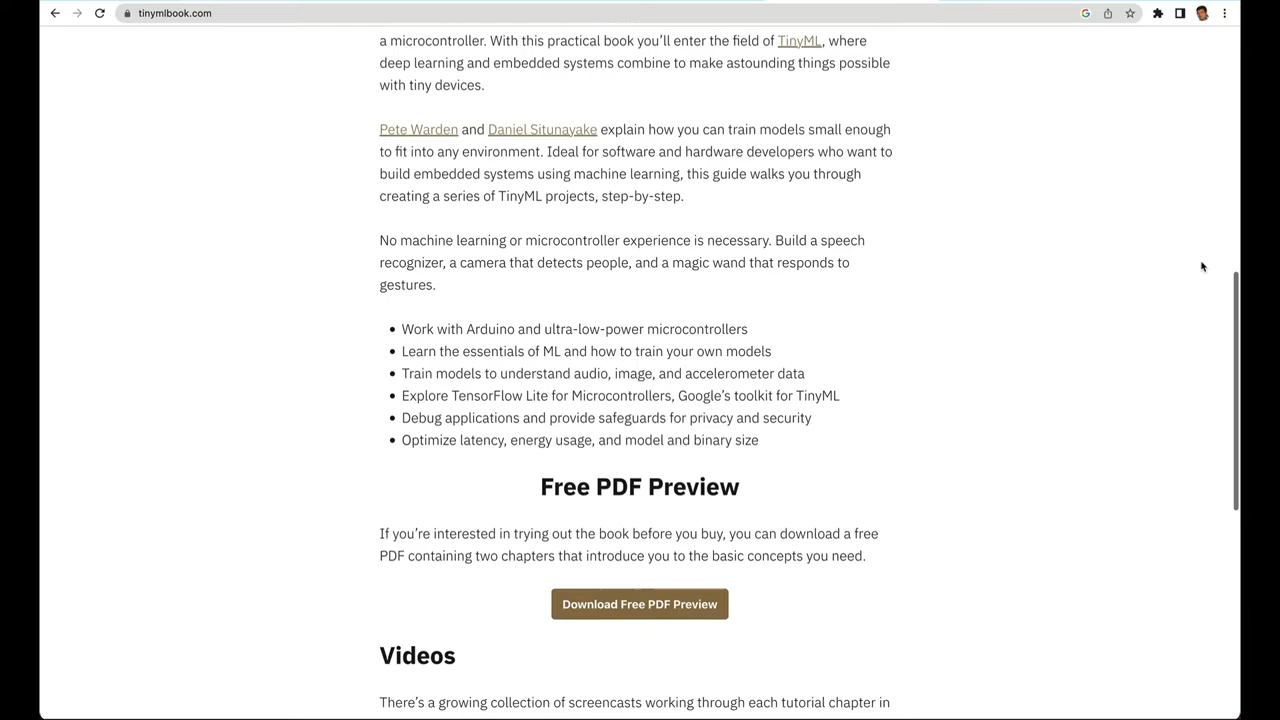 tinymlbook.com
a microcontroller. With this practical book you’ll enter the field of TinyML, where
deep learning and embedded systems combine to make astounding things possible
with tiny devices.
Pete Warden and Daniel Situnayake explain how you can train models small enough
to fit into any environment. Ideal for software and hardware developers who want to
build embedded systems using machine learning, this guide walks you through
creating a series of TinyML projects, step-by-step.
No machine learning or microcontroller experience is necessary. Build a speech
recognizer, a camera that detects people, and a magic wand that responds to
gestures.
• Work with Arduino and ultra-low-power microcontrollers
• Learn the essentials of ML and how to train your own models
• Train models to understand audio, image, and accelerometer data
• Explore TensorFlow Lite for Microcontrollers, Google’s toolkit for TinyML
• Debug applications and provide safeguards for privacy and security
• Optimize latency, energy usage, and model and binary size
Free PDF Preview
If you’re interested in trying out the book before you buy, you can download a free
PDF containing two chapters that introduce you to the basic concepts you need.
Download Free PDF Preview
Videos
There’s a growing collection of screencasts working through each tutorial chapter in